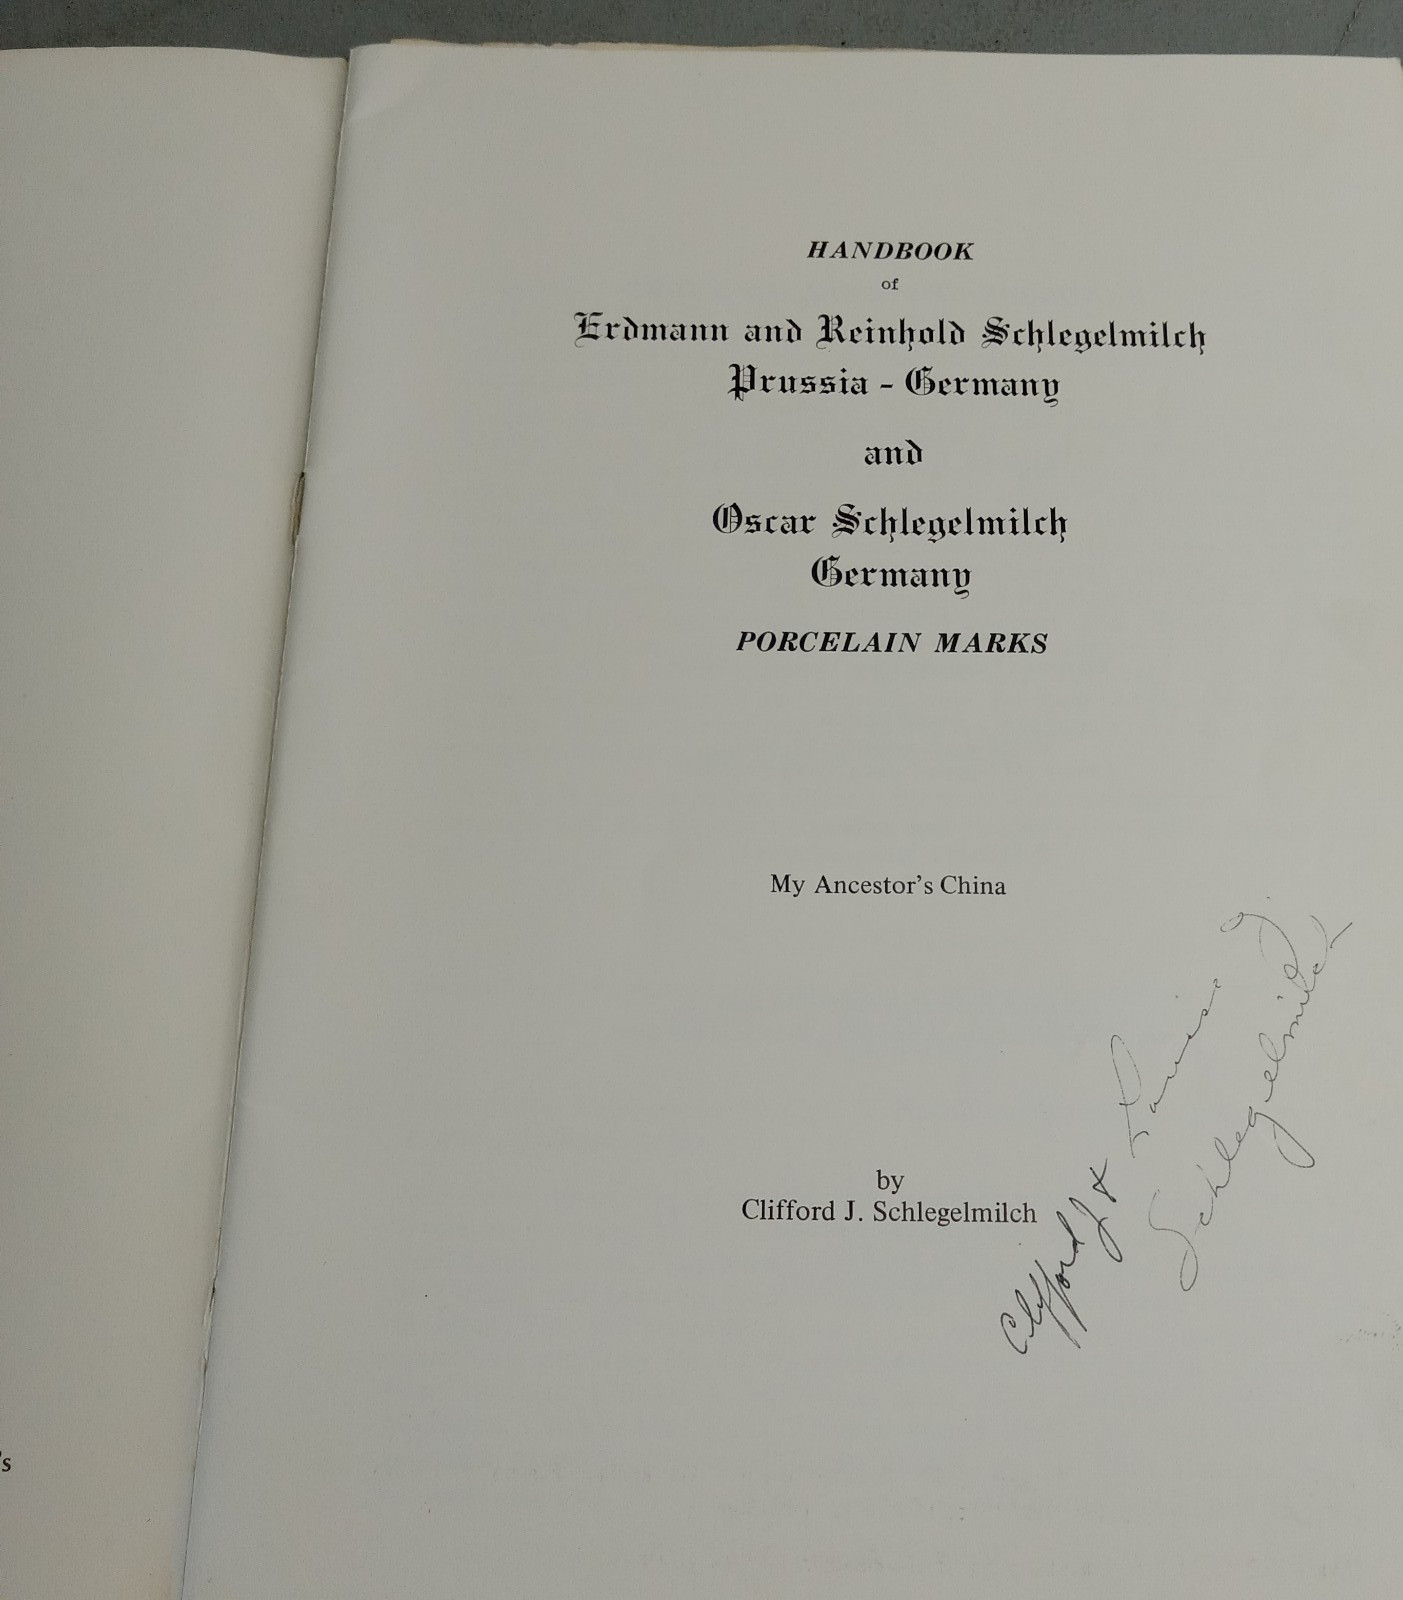 HANDBOOK
of
Erdmann and Reinhold Schlegelmilch
Prussia - Germany
and
Oscar Schlegelmilch
Germany
PORCELAIN MARKS
My Ancestor's China
by
Clifford J. Schlegelmilch
Clifford J &
Schlegelmilch
's